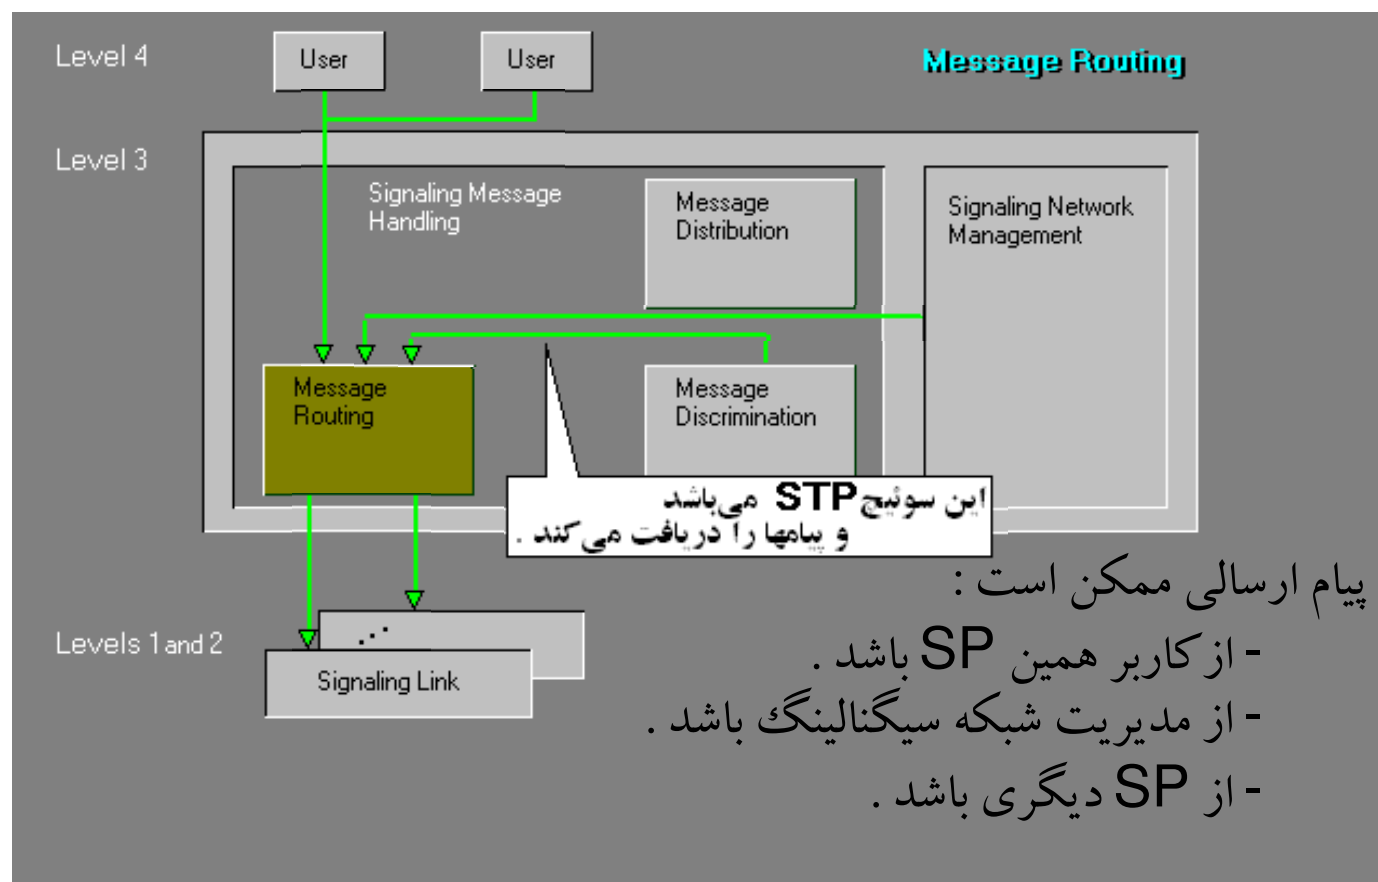 Level 4
User
User
Message Routing
Level 3
Signaling Message
Handling
Message
Distribution
Signaling Network
Management
Message
Routing
Message
Discrimination
این سوئیچ STP می‌باشد
و پیامها را دریافت می‌کند .
پیام ارسالی ممکن است :
- از کاربر همین SP باشد .
Levels 1 and 2
Signaling Link
- از مدیریت شبکه سیگنالینگ باشد .
- از SP دیگری باشد .